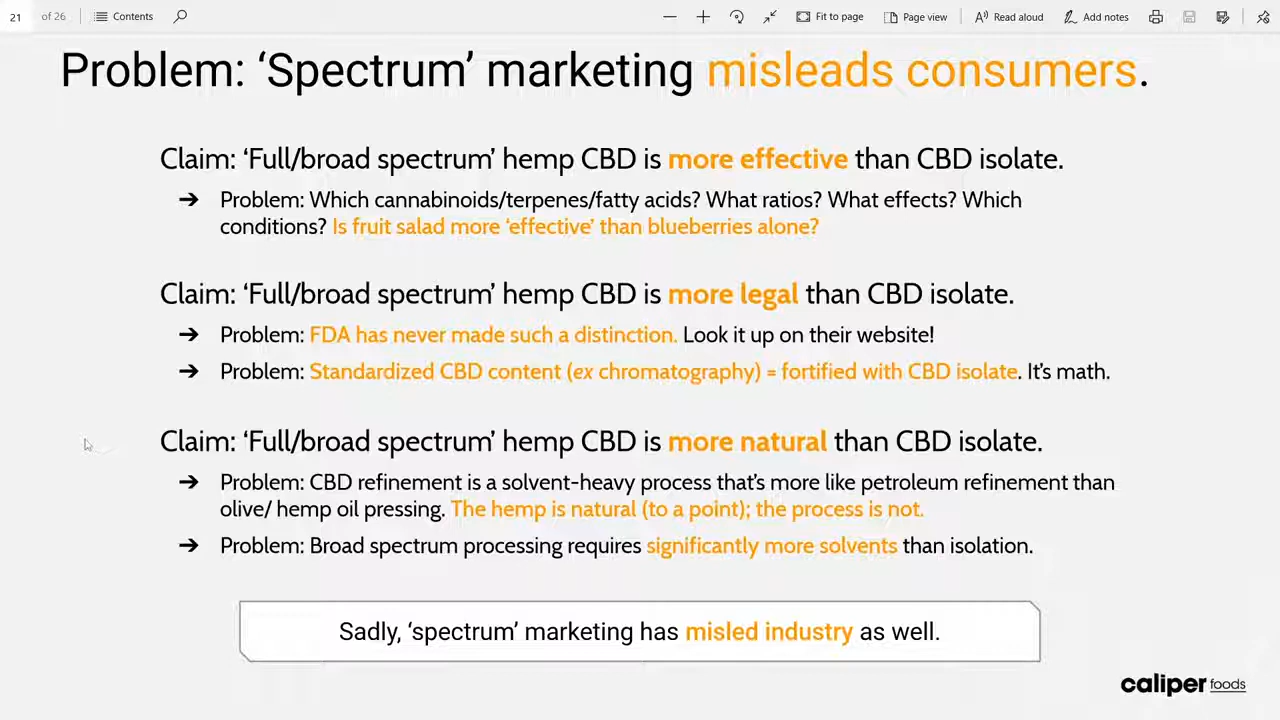 21 of 26 Contents Fit to page Page view Read aloud Add notes
Problem: ‘Spectrum’ marketing misleads consumers.
Claim: ‘Full/broad spectrum’ hemp CBD is more effective than CBD isolate.
➔ Problem: Which cannabinoids/terpenes/fatty acids? What ratios? What effects? Which
conditions? Is fruit salad more ‘effective’ than blueberries alone?
Claim: ‘Full/broad spectrum’ hemp CBD is more legal than CBD isolate.
➔ Problem: FDA has never made such a distinction. Look it up on their website!
➔ Problem: Standardized CBD content (ex chromatography) = fortified with CBD isolate. It's math.
Claim: ‘Full/broad spectrum’ hemp CBD is more natural than CBD isolate.
➔ Problem: CBD refinement is a solvent-heavy process that's more like petroleum refinement than
olive/ hemp oil pressing. The hemp is natural (to a point); the process is not.
➔ Problem: Broad spectrum processing requires significantly more solvents than isolation.
Sadly, ‘spectrum’ marketing has misled industry as well.
caliper foods